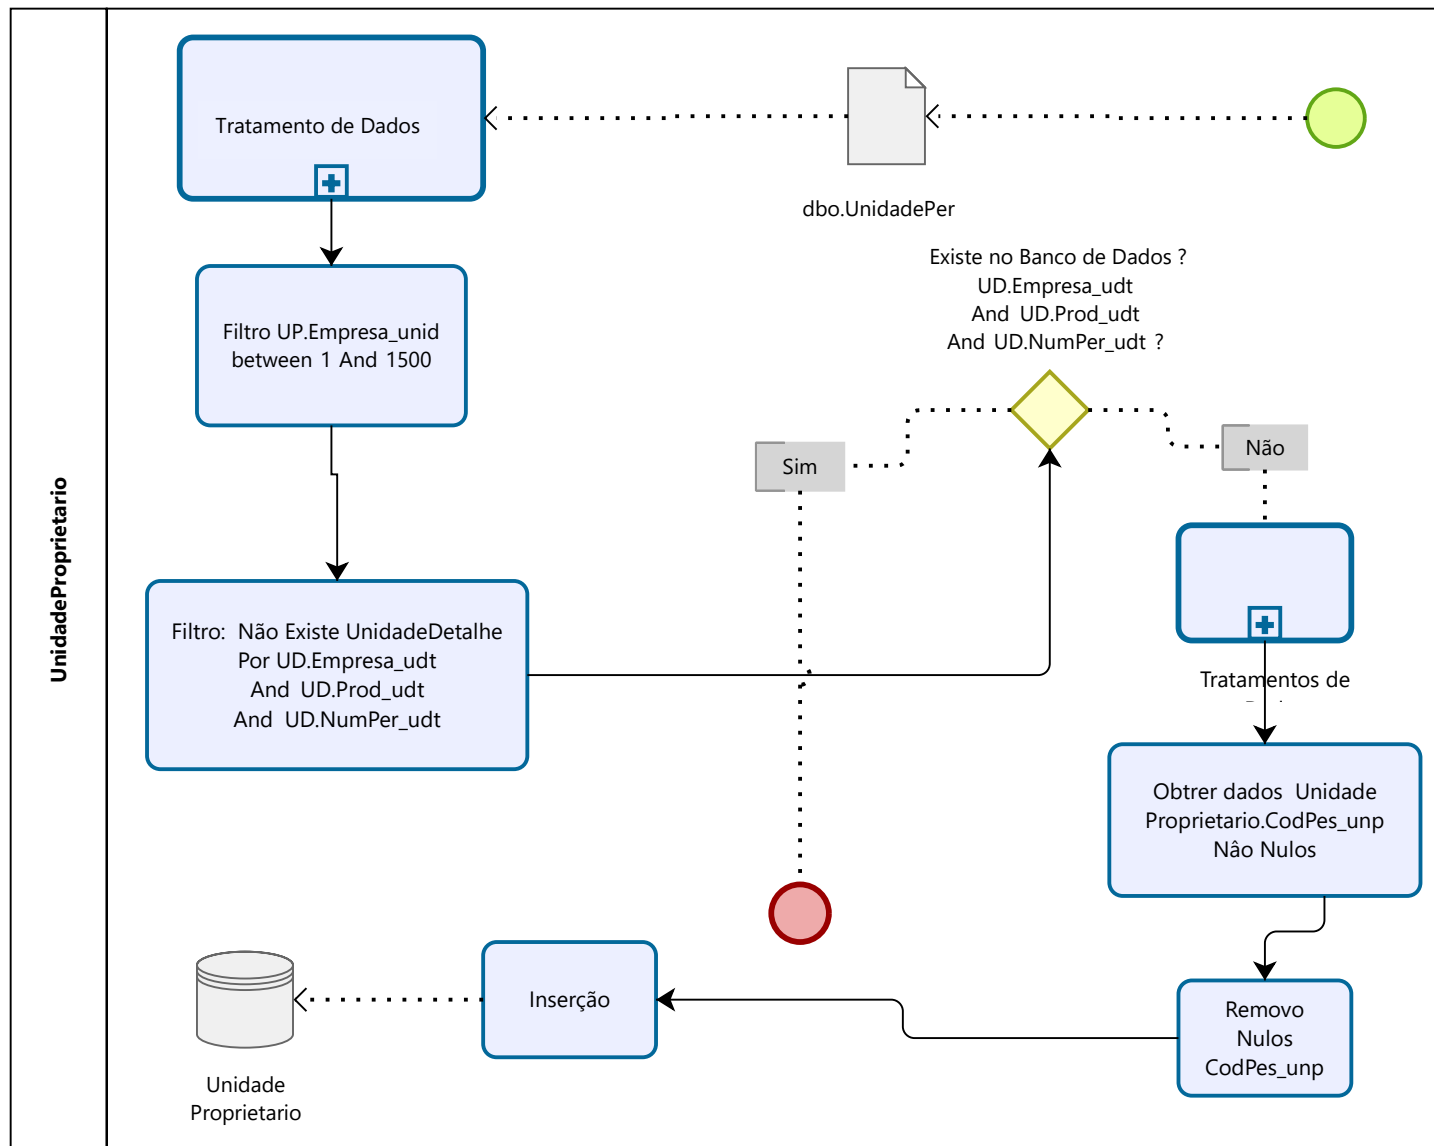 UnidadeProprietario
Tratamento de Dados
dbo.UnidadePer
Existe no Banco de Dados ?
UD.Empresa_udt
And UD.Prod_udt
And UD.NumPer_udt ?
Filtro UP.Empresa_unid
between 1 And 1500
Sim
Não
Filtro: Não Existe UnidadeDetalhe
Por UD.Empresa_udt
And UD.Prod_udt
And UD.NumPer_udt
Tratamentos de
Obtrer dados Unidade
Proprietario.CodPes_unp
Nâo Nulos
Inserção
Removo
Nulos
CodPes_unp
Unidade
Proprietario